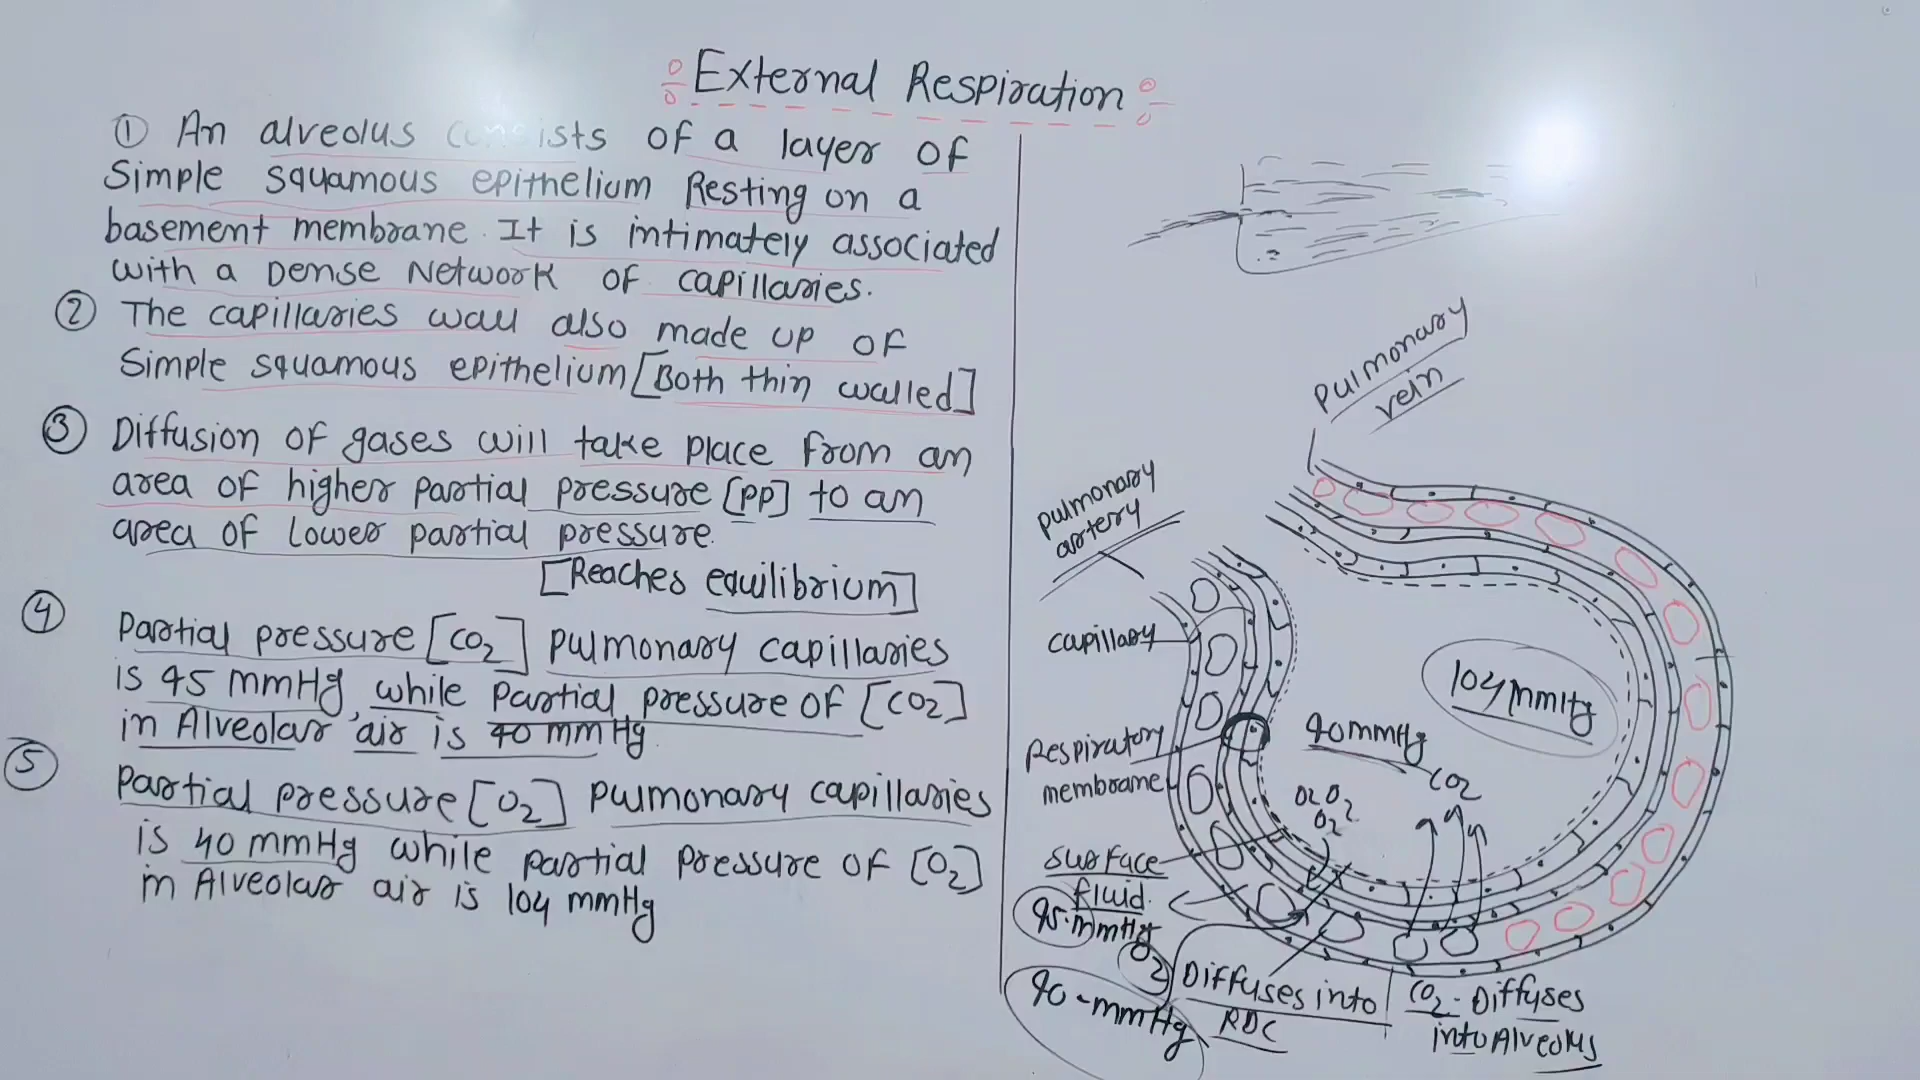 External Respiration
① An alveolus consists of a layer of
Simple squamous epithelium Resting on a
basement membrane. It is intimately associated
with a Dense Network of capillaries.
② The capillaries wall also made up of
Simple squamous epithelium [Both thin walled]
③ Diffusion of gases will take place from an
area of higher partial pressure [PP] to an
area of Lower partial pressure.
[Reaches equilibrium]
④ Partial pressure [CO2] pulmonary capillaries
is 45 mmHg, while partial pressure of [CO2]
in Alveolar air is 40 mmHg
⑤ Partial pressure [O2] pulmonary capillaries
is 40 mmHg while partial pressure of [O2]
in Alveolar air is 104 mmHg
pulmonary
vein
pulmonary
artery
capillary
104 mmHg
Respiratory
membrane
40mmHg
CO2
O2 O2
O2
surface
fluid.
45-mmHg
O2 Diffuses into
RBC
40-mmHg
CO2 - Diffuses
into Alveolus